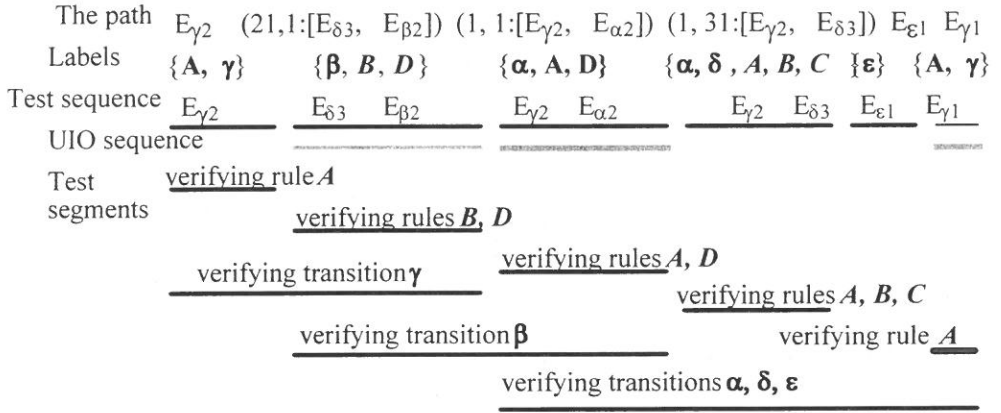 The path E_γ2 (21,1:[E_δ3, E_β2]) (1, 1:[E_γ2, E_α2]) (1, 31:[E_γ2, E_δ3]) E_ε1 E_γ1
Labels {A, γ} {β, B, D} {α, A, D} {α, δ , A, B, C }{ε} {A, γ}
Test sequence E_γ2 E_δ3 E_β2 E_γ2 E_α2 E_γ2 E_δ3 E_ε1 E_γ1
UIO sequence
Test segments
verifying rule A
verifying rules B, D
verifying rules A, D
verifying transition γ
verifying rules A, B, C
verifying transition β
verifying rule A
verifying transitions α, δ, ε